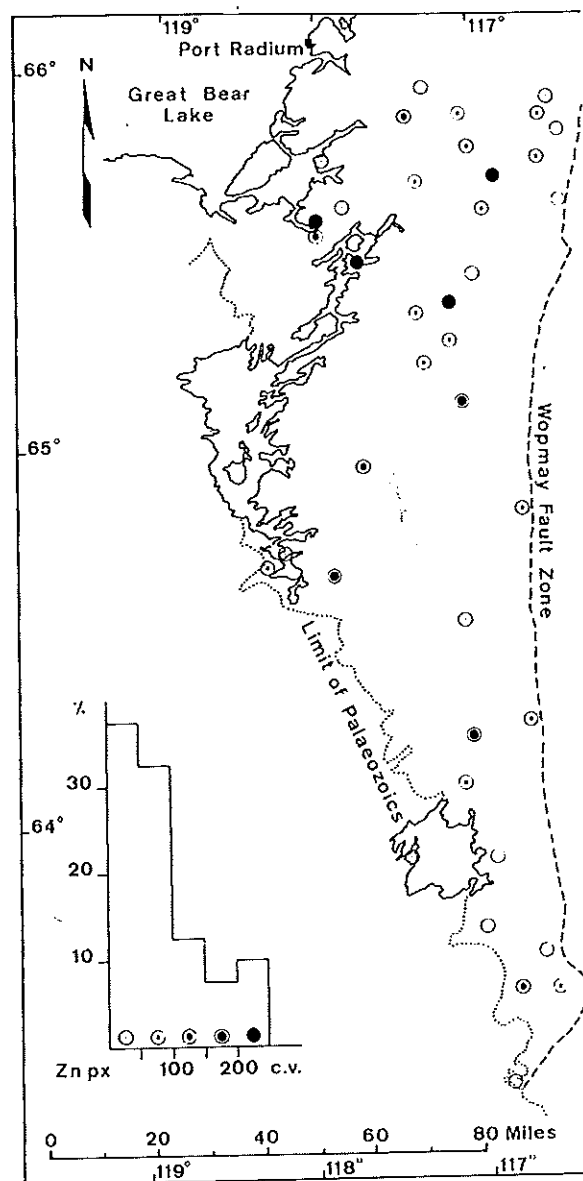 119° 117°
Port Radium
66°
N
Great Bear
Lake
65°
Wopmay Fault Zone
Limit of Palaeozoics
%
30
64°
20
10
Zn px 100 200 c.v.
0 20 40 60 80 Miles
119° 118" 117"